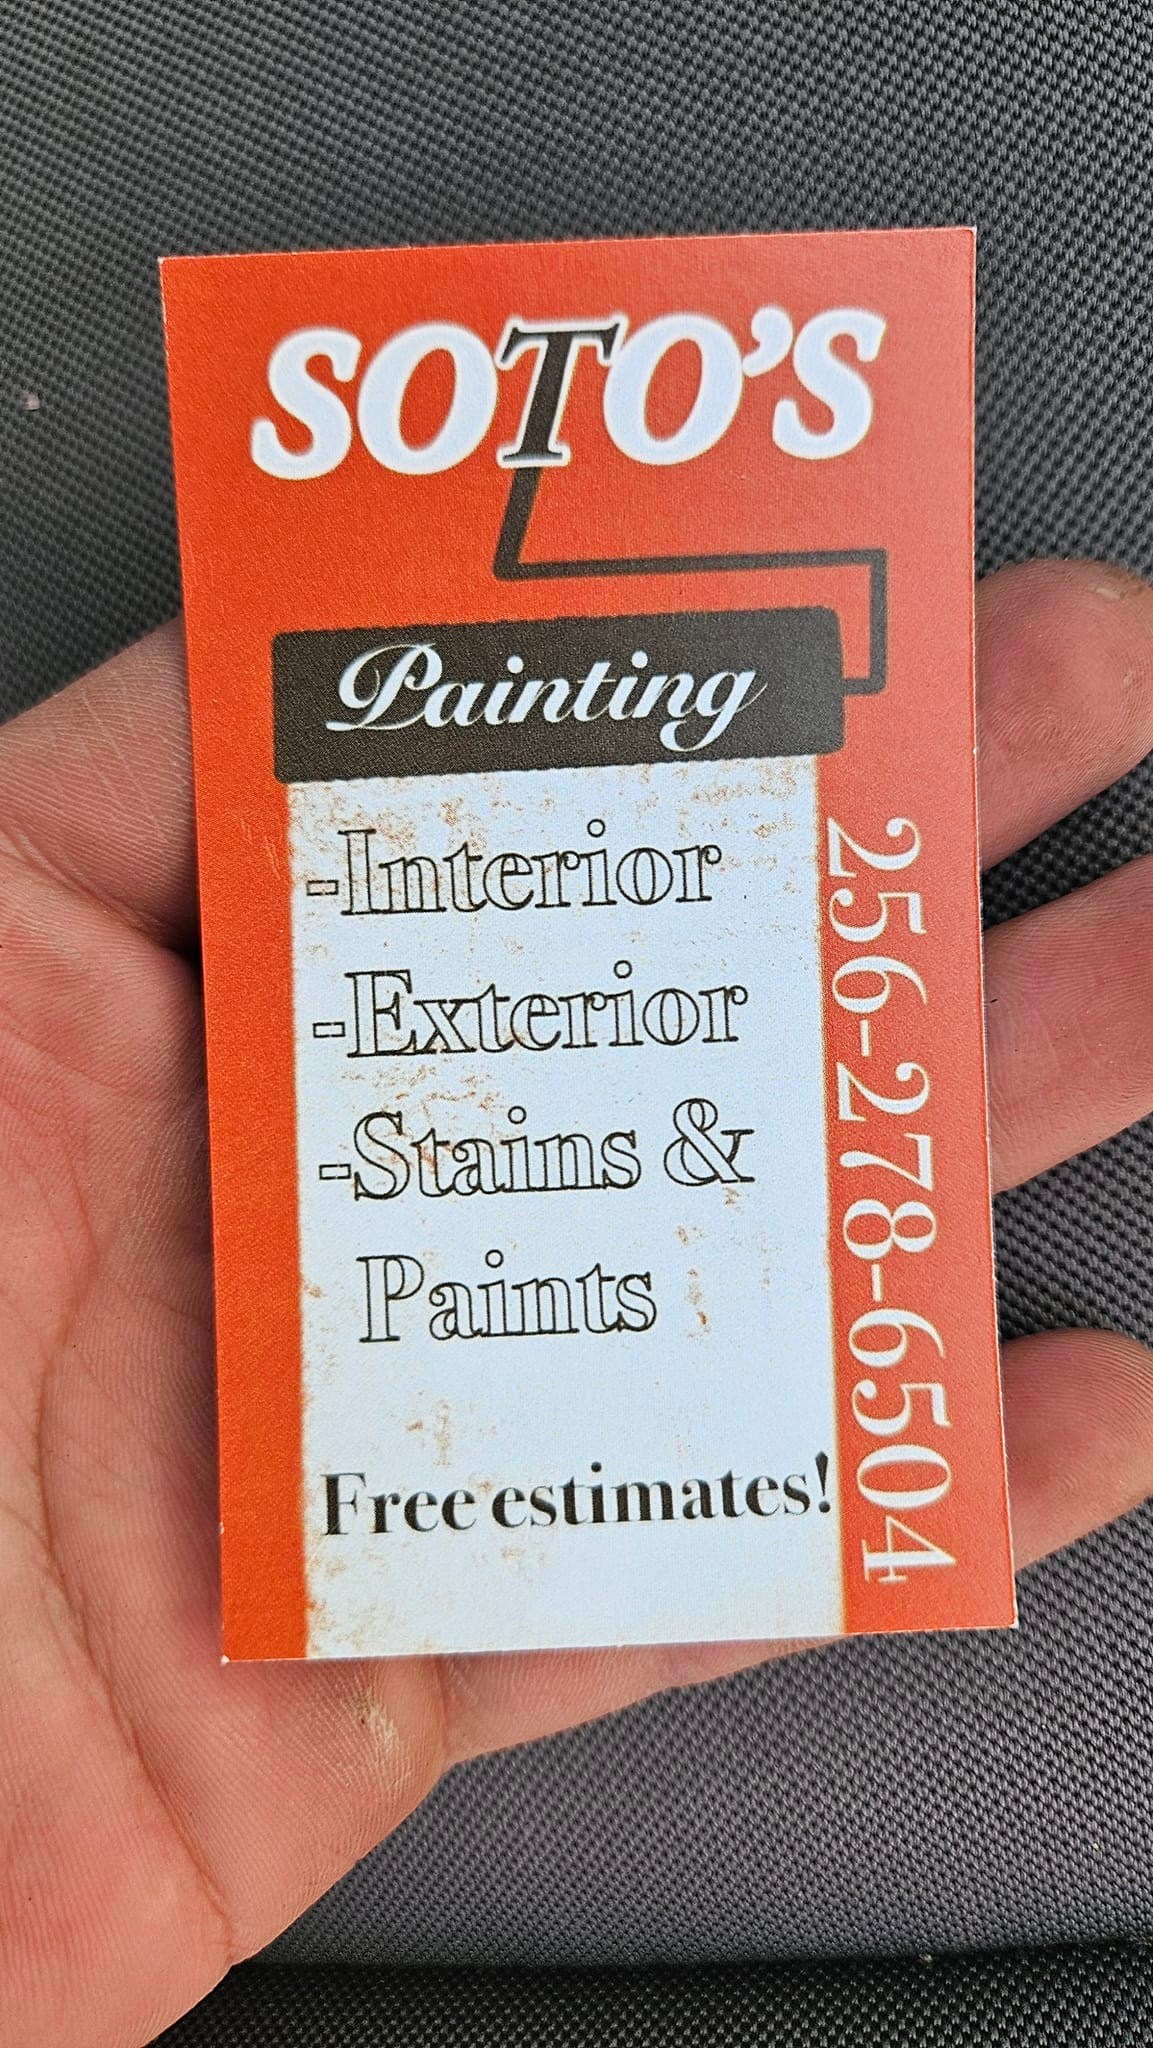 SOTO'S
Painting
-Interior
-Exterior
-Stains &
Paints
Free estimates!
256-278-6504